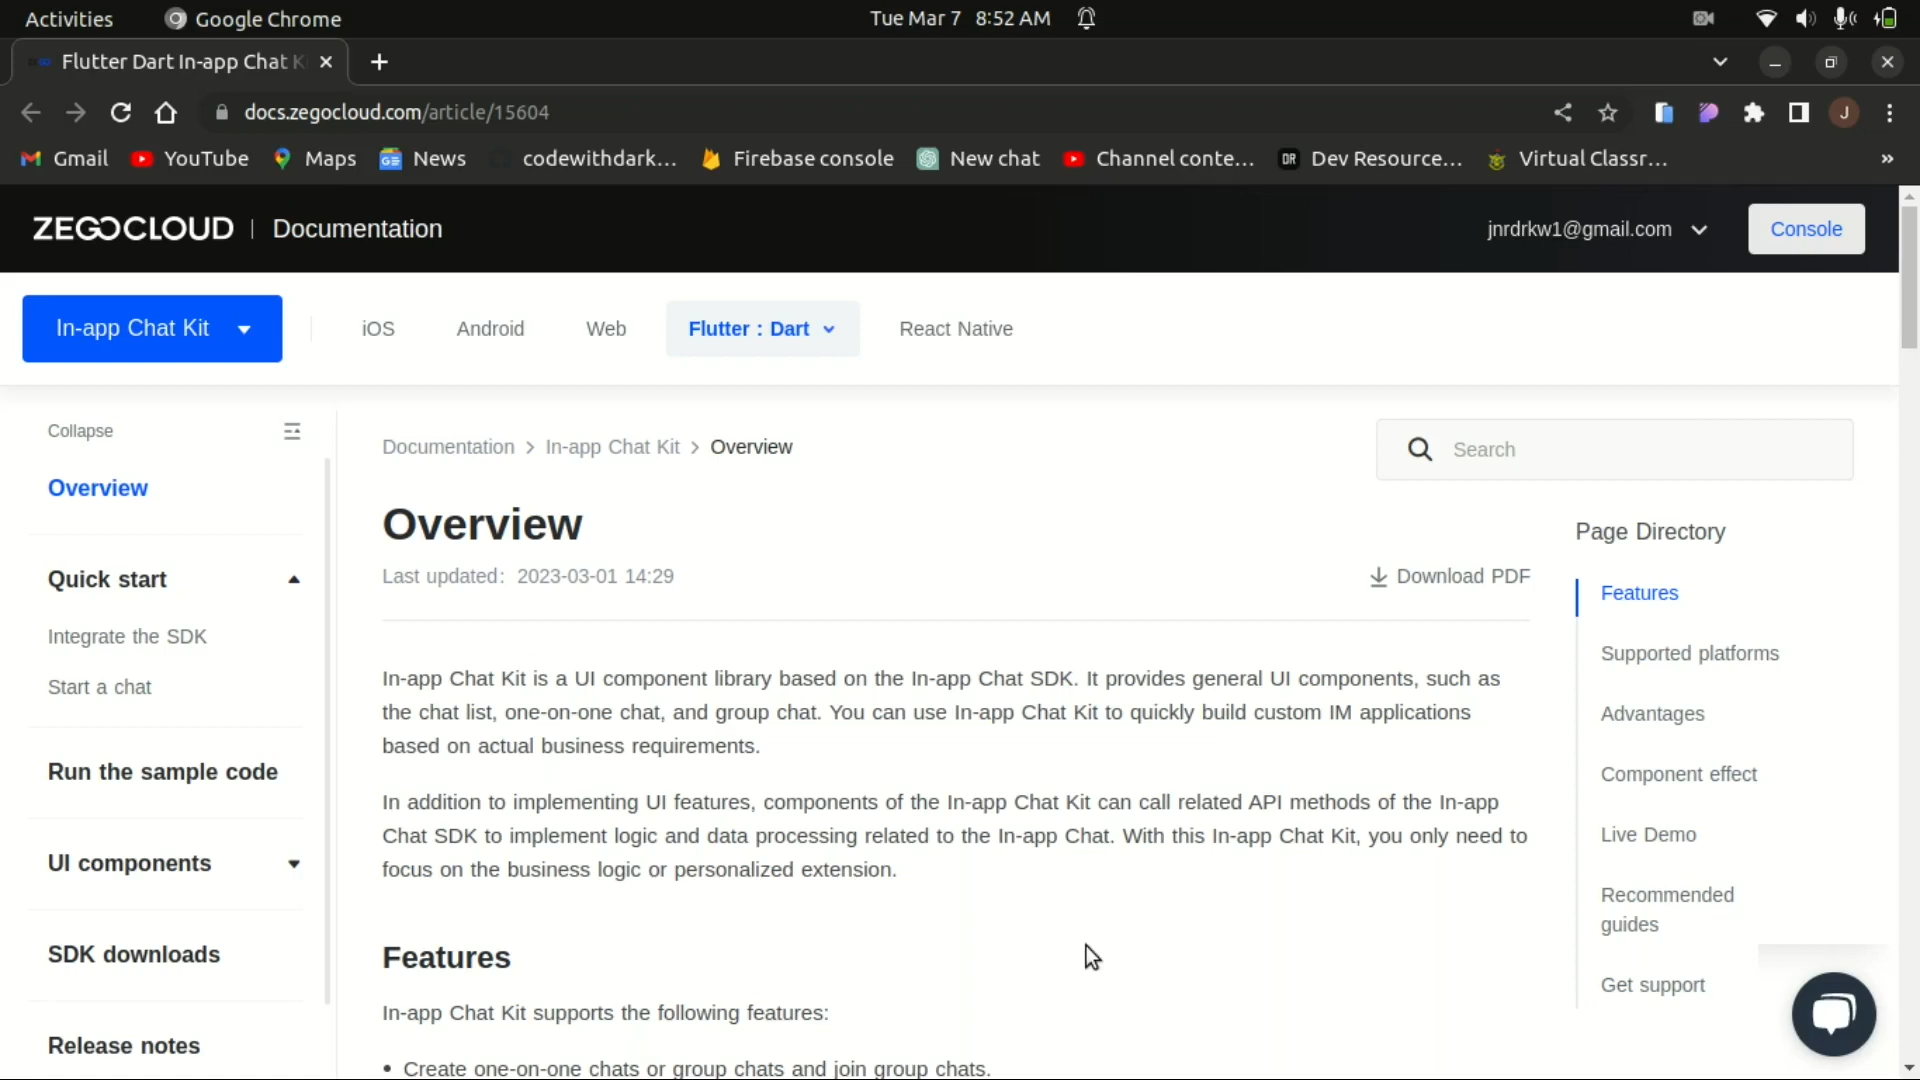 Activities Google Chrome Tue Mar 7 8:52 AM
Flutter Dart In-app Chat K
docs.zegocloud.com/article/15604 J
Gmail YouTube Maps News codewithdark... Firebase console New chat Channel conte... DR Dev Resource... Virtual Classr... »
ZEGOCLOUD | Documentation jnrdrkw1@gmail.com Console
In-app Chat Kit iOS Android Web Flutter : Dart React Native
Collapse
Documentation > In-app Chat Kit > Overview
Search
Overview
Quick start
Integrate the SDK
Start a chat
Run the sample code
UI components
SDK downloads
Release notes
Overview
Last updated: 2023-03-01 14:29 Download PDF
In-app Chat Kit is a UI component library based on the In-app Chat SDK. It provides general UI components, such as
the chat list, one-on-one chat, and group chat. You can use In-app Chat Kit to quickly build custom IM applications
based on actual business requirements.
In addition to implementing UI features, components of the In-app Chat Kit can call related API methods of the In-app
Chat SDK to implement logic and data processing related to the In-app Chat. With this In-app Chat Kit, you only need to
focus on the business logic or personalized extension.
Features
In-app Chat Kit supports the following features:
• Create one-on-one chats or group chats and join group chats.
Page Directory
Features
Supported platforms
Advantages
Component effect
Live Demo
Recommended
guides
Get support